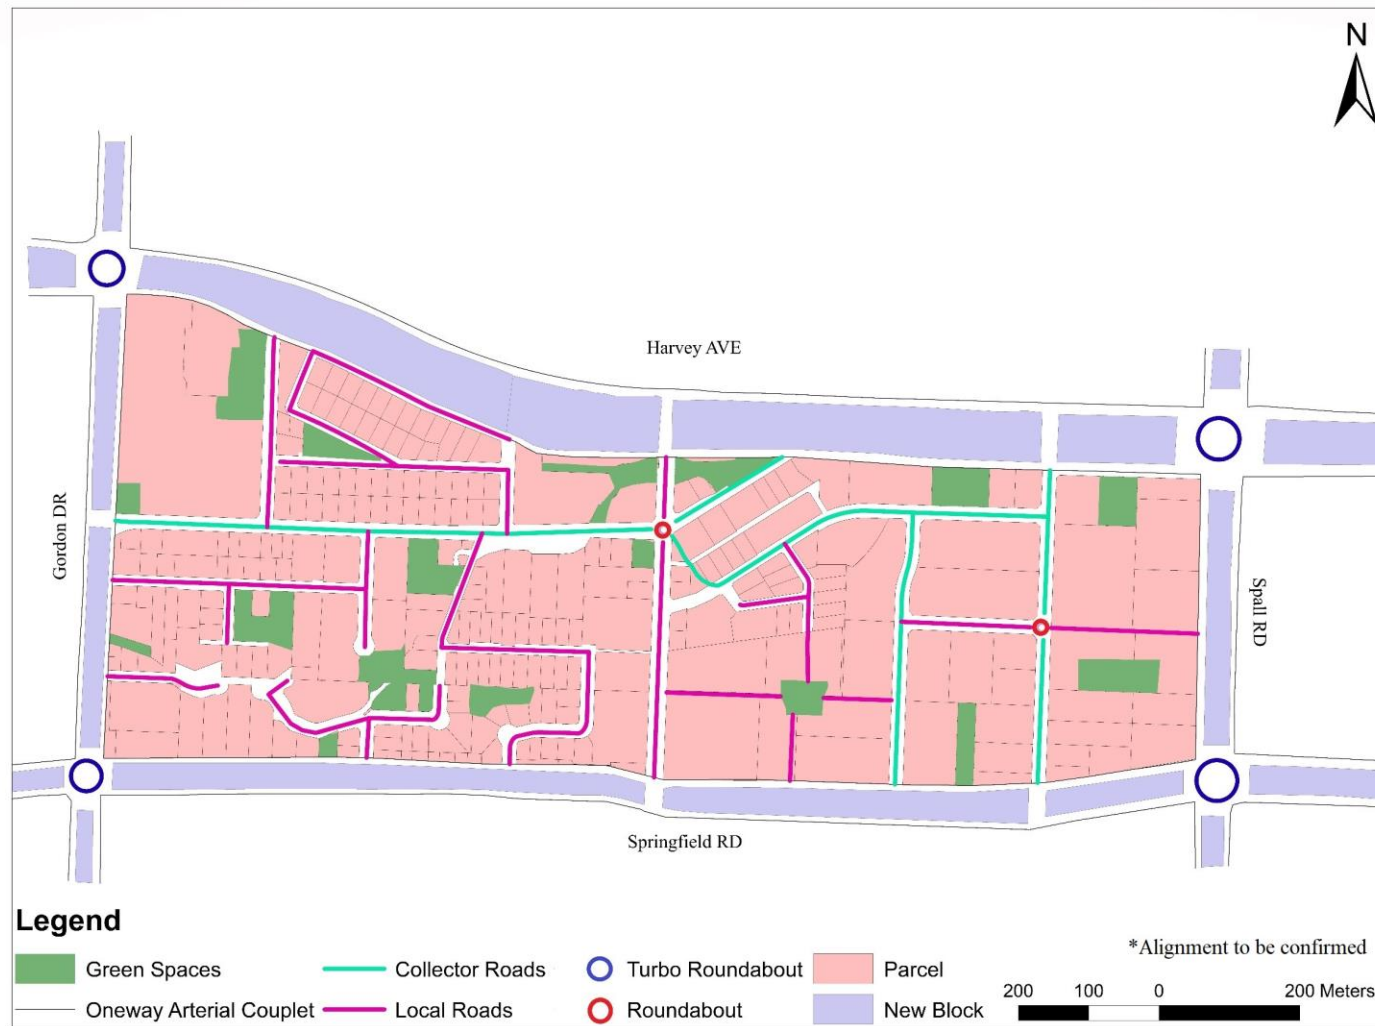 N
Harvey AVE
Gordon DR
Spall RD
Springfield RD
Legend
Green Spaces
Collector Roads
Turbo Roundabout
Parcel
Oneway Arterial Couplet
Local Roads
Roundabout
New Block
*Alignment to be confirmed
200 100 0 200 Meters